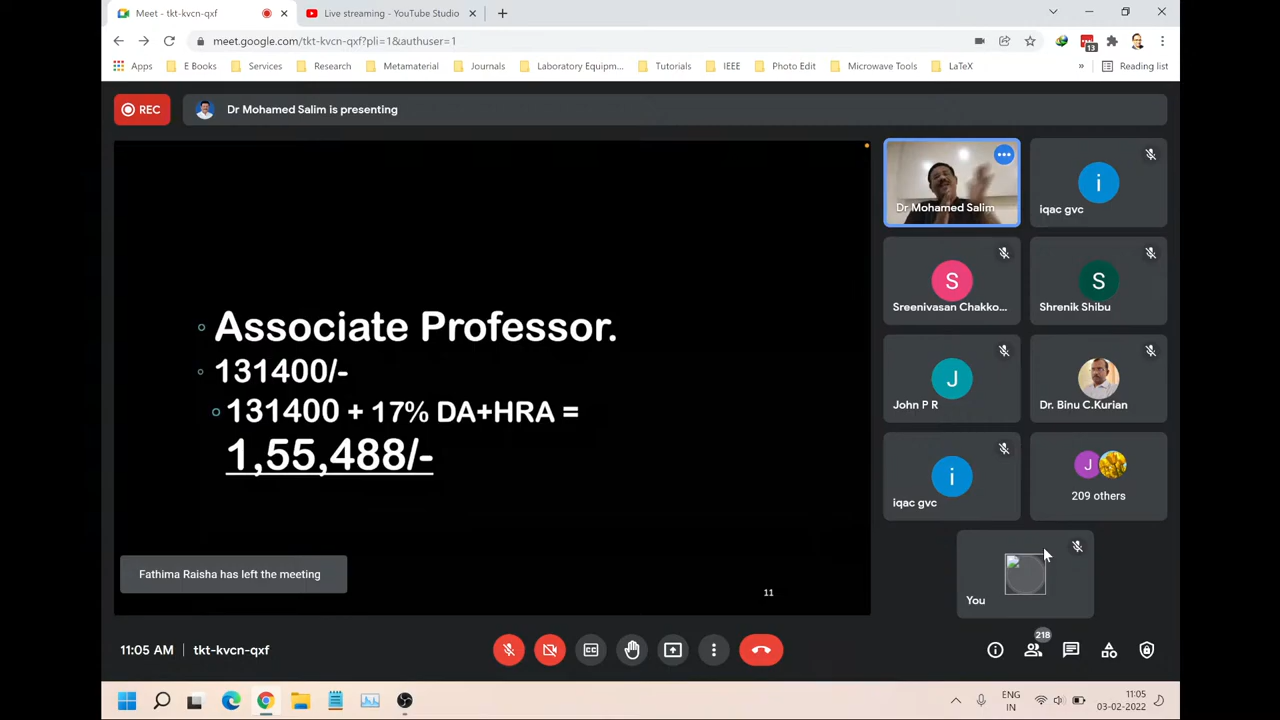 Meet - tkt-kvcn-qxf
Live streaming - YouTube Studio
meet.google.com/tkt-kvcn-qxf?pli=1&authuser=1
13
Apps
E Books
Services
Research
Metamaterial
Journals
Laboratory Equipm...
Tutorials
IEEE
Photo Edit
Microwave Tools
LaTeX
»
Reading list
REC
Dr Mohamed Salim is presenting
Associate Professor.
131400/-
131400 + 17% DA+HRA =
1,55,488/-
11
Dr Mohamed Salim
i
iqac gvc
S
Sreenivasan Chakko...
S
Shrenik Shibu
J
John P R
Dr. Binu C.Kurian
i
iqac gvc
J
209 others
You
Fathima Raisha has left the meeting
11:05 AM
tkt-kvcn-qxf
218
ENG
IN
11:05
03-02-2022